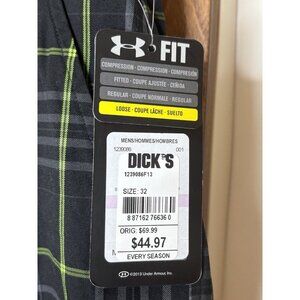 FIT
COMPRESSION · COMPRESSION · COMPRESIÓN
FITTED · COUPE AJUSTÉE · CEÑIDA
REGULAR · COUPE NORMALE · REGULAR
LOOSE · COUPE LÂCHE · SUELTO
MENS/HOMMES/HOMBRES
1239086 001
DICK'S
1239086F13
SIZE: 32
8 87162 76636 0
ORIG: $69.99
$44.97
EVERY SEASON
©2013 Under Armour, Inc.